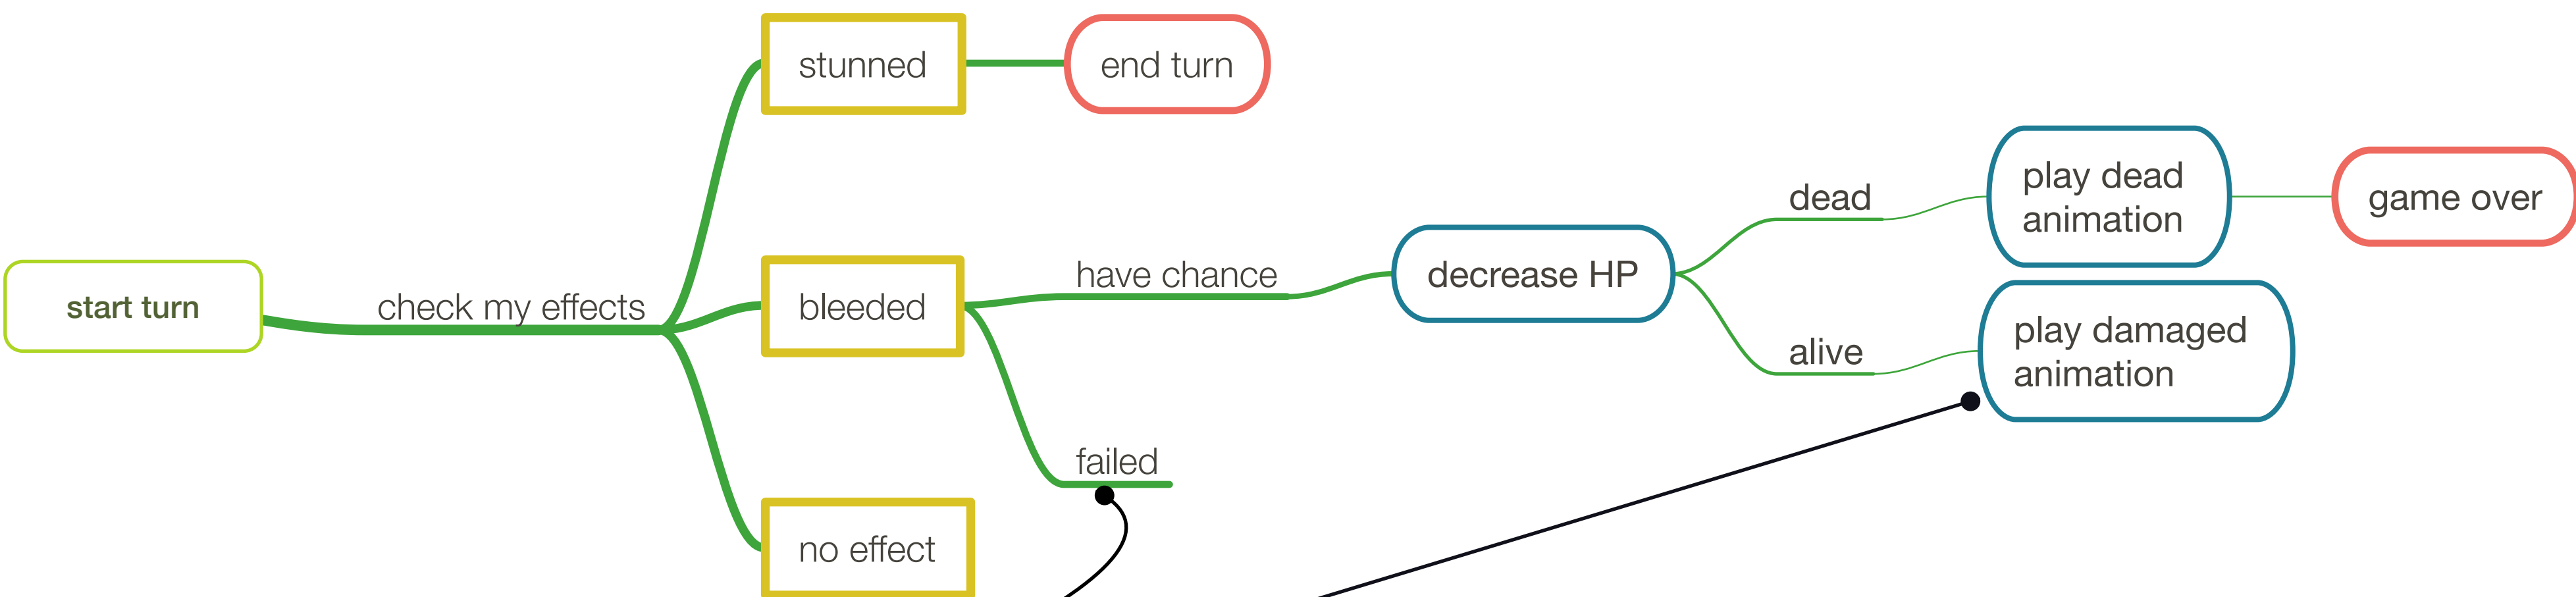 stunned
end turn
play dead
animation
game over
dead
start turn
check my effects
bleeded
have chance
decrease HP
alive
play damaged
animation
failed
no effect